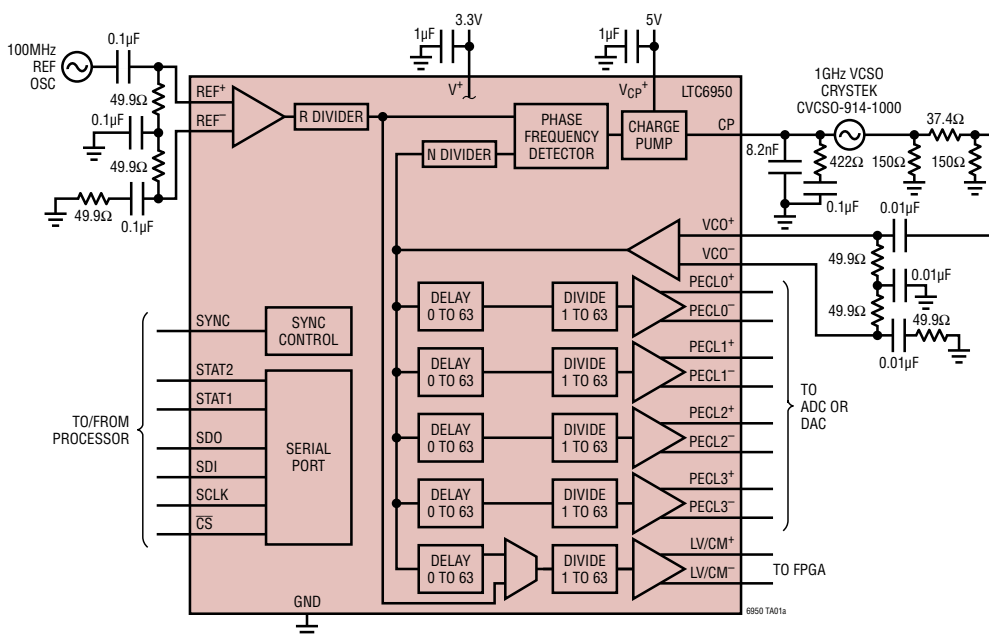 3.3V
1µF
5V
1µF
0.1µF
100MHz
REF
OSC
49.9Ω
0.1µF
49.9Ω
49.9Ω
0.1µF
REF+
REF–
V+
VCP+
LTC6950
R DIVIDER
N DIVIDER
PHASE
FREQUENCY
DETECTOR
CHARGE
PUMP
CP
1GHz VCSO
CRYSTEK
CVCSO-914-1000
37.4Ω
8.2nF
422Ω
150Ω
150Ω
0.1µF
0.01µF
VCO+
VCO–
49.9Ω
0.01µF
49.9Ω
49.9Ω
0.01µF
DELAY
0 TO 63
DIVIDE
1 TO 63
PECL0+
PECL0–
DELAY
0 TO 63
DIVIDE
1 TO 63
PECL1+
PECL1–
DELAY
0 TO 63
DIVIDE
1 TO 63
PECL2+
PECL2–
DELAY
0 TO 63
DIVIDE
1 TO 63
PECL3+
PECL3–
TO
ADC OR
DAC
DELAY
0 TO 63
DIVIDE
1 TO 63
LV/CM+
LV/CM–
TO FPGA
SYNC
SYNC
CONTROL
STAT2
STAT1
SDO
SDI
SCLK
CS
SERIAL
PORT
TO/FROM
PROCESSOR
GND
6950 TA01a